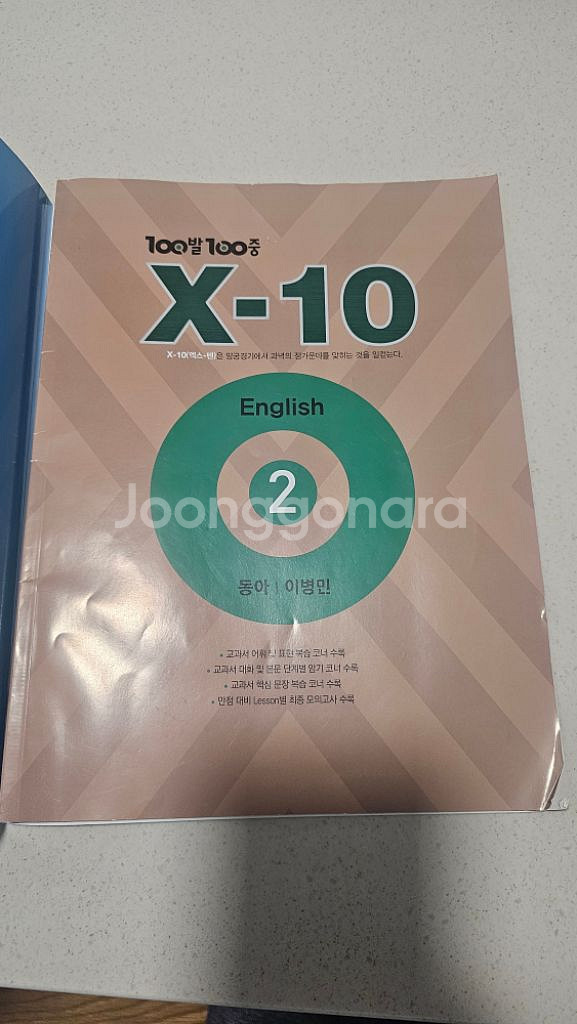 100발 100중
X-10
X-10(엑스-텐)은 양궁경기에서 과녁의 정가운데를 맞히는 것을 일컫는다.
English
2
Joonggonara
동아 | 이병민
• 교과서 어휘 및 표현 복습 코너 수록
• 교과서 대화 및 본문 단계별 암기 코너 수록
• 교과서 핵심 문장 복습 코너 수록
• 만점 대비 Lesson별 최종 모의고사 수록